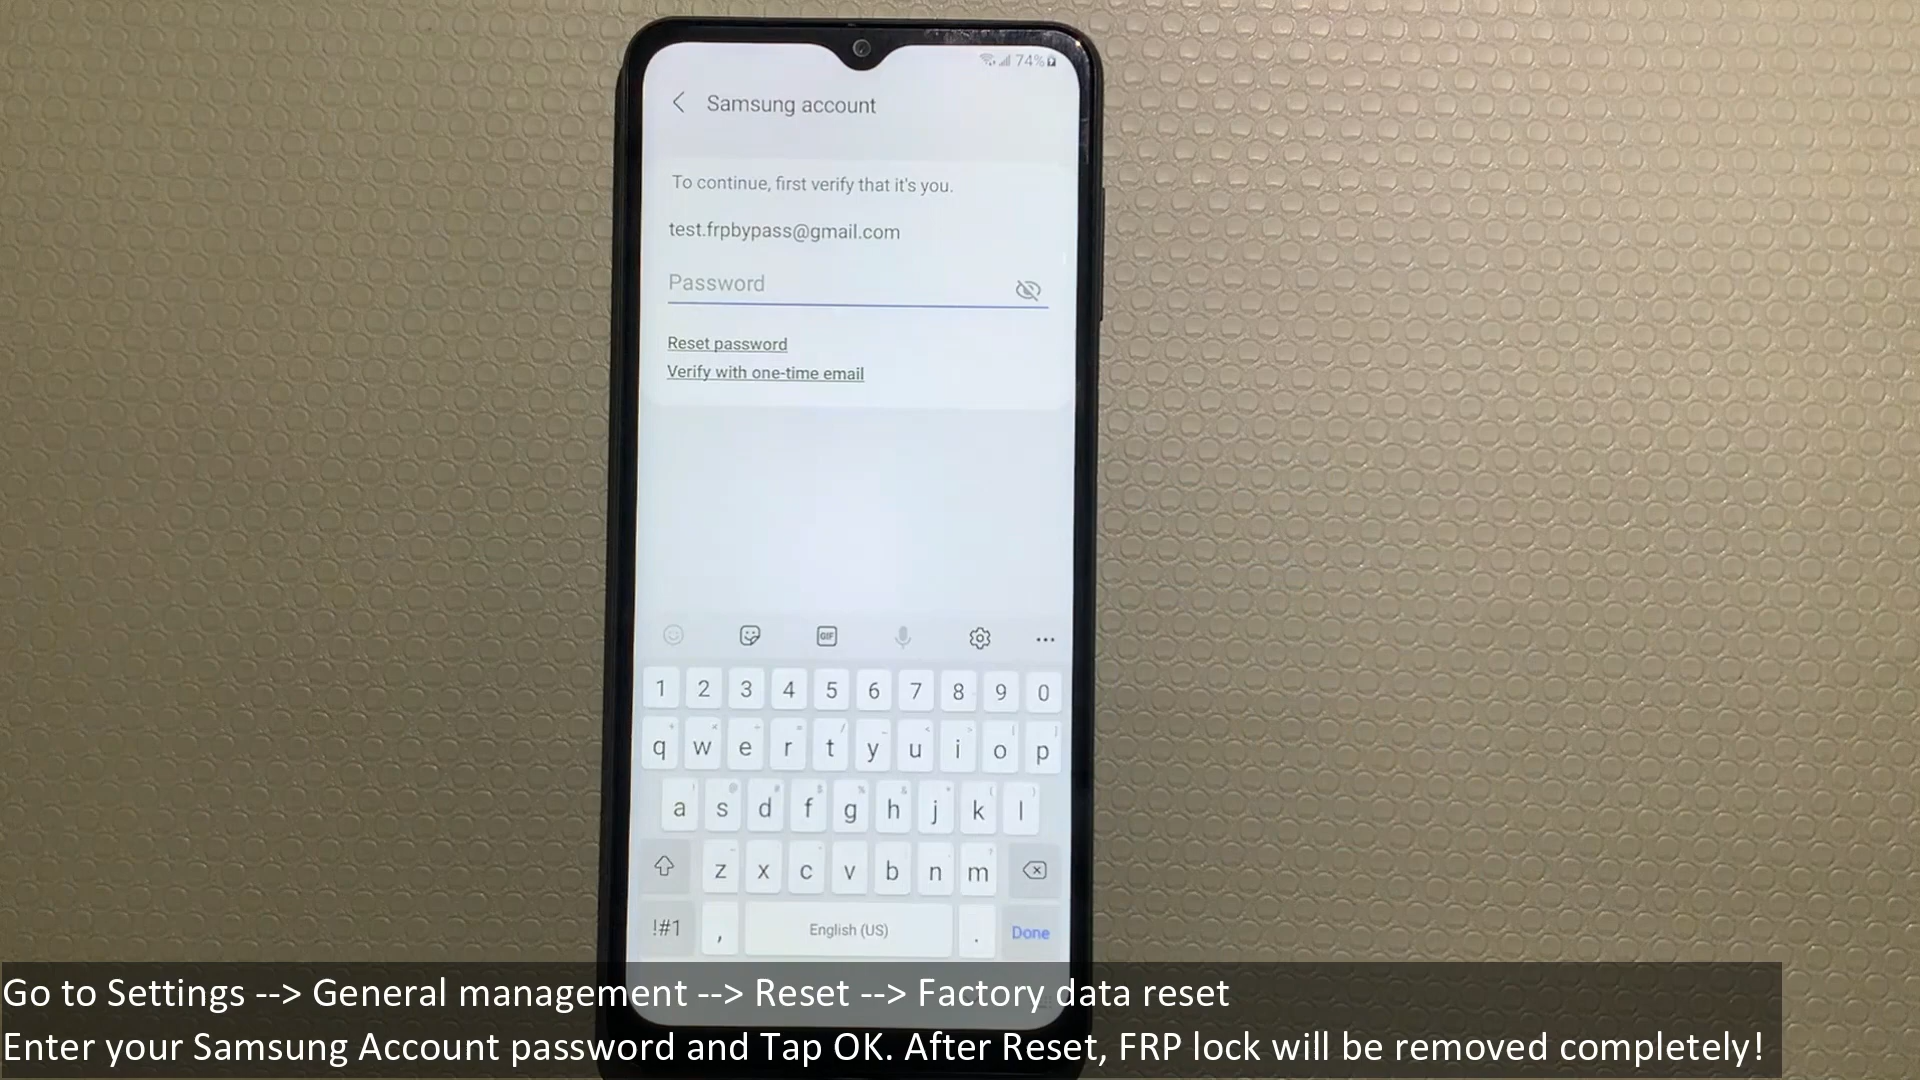 74%
Samsung account
To continue, first verify that it's you.
test.frpbypass@gmail.com
Password
Reset password
Verify with one-time email
GIF
1 2 3 4 5 6 7 8 9 0
q w e r t y u i o p
a s d f g h j k l
z x c v b n m
!#1 , English (US) . Done
Go to Settings --> General management --> Reset --> Factory data reset
Enter your Samsung Account password and Tap OK. After Reset, FRP lock will be removed completely!